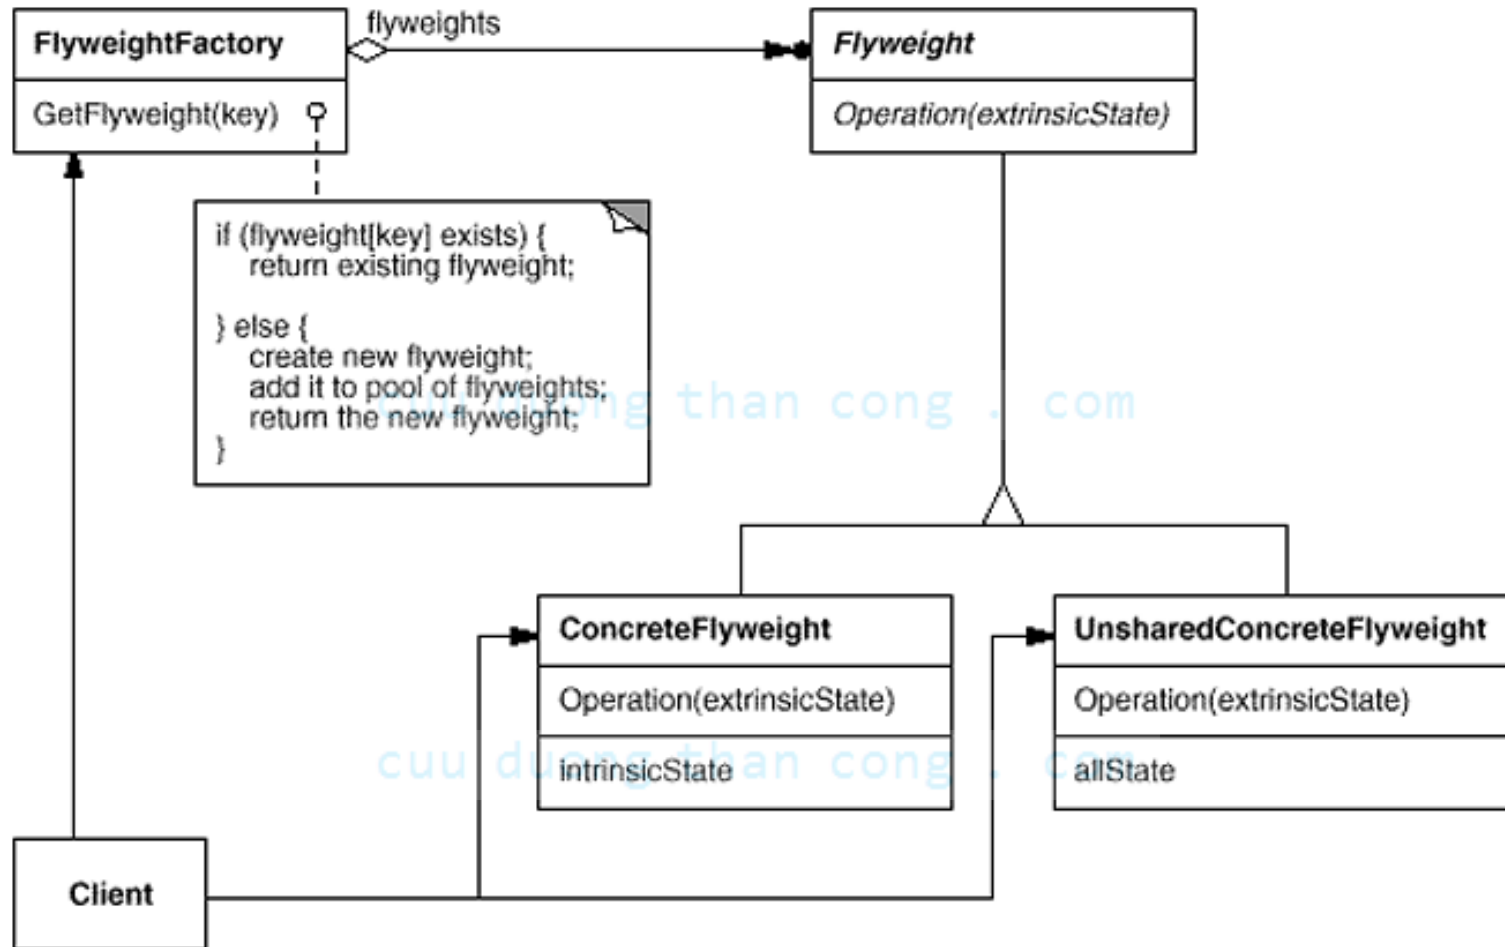 flyweights
FlyweightFactory
GetFlyweight(key)
Flyweight
Operation(extrinsicState)
if (flyweight[key] exists) {
return existing flyweight;
} else {
create new flyweight;
add it to pool of flyweights;
return the new flyweight;
}
cuu duong than cong . com
ConcreteFlyweight
Operation(extrinsicState)
intrinsicState
UnsharedConcreteFlyweight
Operation(extrinsicState)
allState
cuu duong than cong . com
Client